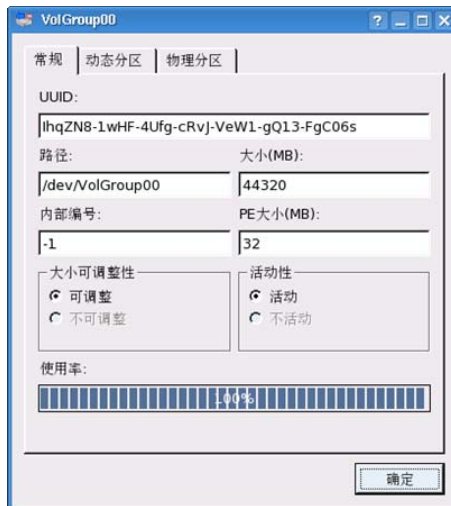 VolGroup00
常规 动态分区 物理分区
UUID:
IhqZN8-1wHF-4Ufg-cRvJ-VeW1-gQ13-FgC06s
路径: 大小(MB):
/dev/VolGroup00 44320
内部编号: PE大小(MB):
-1 32
大小可调整性 活动性
可调整 活动
不可调整 不活动
使用率:
100%
确定